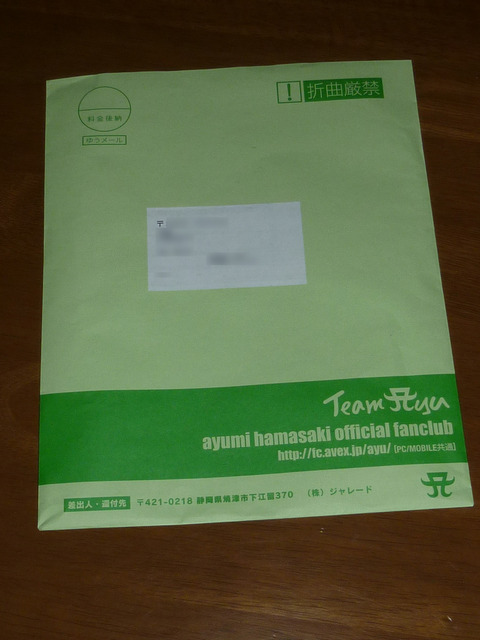 ! 折曲厳禁
料金後納
ゆうメール
〒
Team Ayu
ayumi hamasaki official fanclub
http://fc.avex.jp/ayu/ [PC/MOBILE共通]
差出人・還付先 〒421-0218 静岡県焼津市下江留370 (株)ジャレード